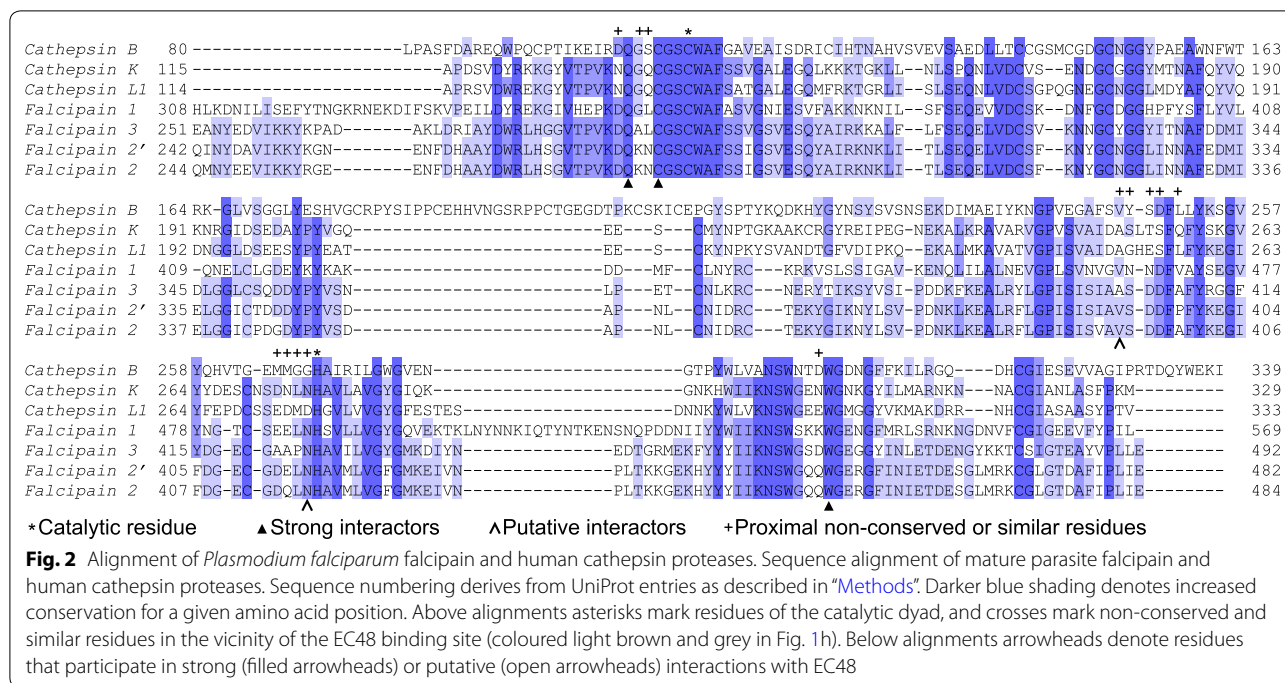 + ++ *
Cathepsin B 80 ----------------------LPASFDAREQWPQCPTIKEIRDQGSCGSCWAFGAVEAISDRICIHTNAHVSVEVSAEDLLTCCGSMCGDGCNGGYPAEAWNFWT 163
Cathepsin K 115 --------------------------APDSVDYRKKGYVTPVKNQGQCGSCWAFSSVGALEGQLKKKTGKLL--NLSPQNLVDCVS--ENDGCGGGYMTNAFQYVQ 190
Cathepsin L1 114 --------------------------APRSVDWREKGYVTPVKNQGQCGSCWAFSATGALEGQMFRKTGRLI--SLSEQNLVDCSGPQGNEGCNGGLMDYAFQYVQ 191
Falcipain 1 308 HLKDNILISEFYTNGKRNEKDIFSKVPEILDYREKGIVHEPKDQGLCGSCWAFASVGNIESVFAKKNKNIL--SFSEQEVVDCSK--DNFGCDGGHPFYSFLYVL 408
Falcipain 3 251 EANYEDVIKKYKPAD------AKLDRIAYDWRLHGGVTPVKDQALCGSCWAFSSVGSVESQYAIRKKALF--LFSEQELVDCSV--KNNGCYGGYITNAFDDMI 344
Falcipain 2′ 242 QINYDAVIKKYKGN-------ENFDHAAYDWRLHSGVTPVKDQKNCGSCWAFSSIGSVESQYAIRKNKLI--TLSEQELVDCSF--KNYGCNGGLINNAFEDMI 334
Falcipain 2 244 QMNYEEVIKKYRGE-------ENFDHAAYDWRLHSGVTPVKDQKNCGSCWAFSSIGSVESQYAIRKNKLI--TLSEQELVDCSF--KNYGCNGGLINNAFEDMI 336
▲ ▲
++ ++ +
Cathepsin B 164 RK-GLVSGGLYESHVGCRPYSIPPCEHHVNGSRPPCTGEGDTPKCSKICEPGYSPTYKQDKHYGYNSYSVSNSEKDIMAEIYKNGPVEGAFSVY-SDFLLYKSGV 257
Cathepsin K 191 KNRGIDSEDAYPYVGQ----------------------EE---S---CMYNPTGKAAKCRGYREIPEGNEKALKRAVARVGPVSVAIDASLTSFQFYSKGV 263
Cathepsin L1 192 DNGGLDSEESYPYEAT----------------------EE---S---CKYNPKYSVANDTGFVDIPKQ-EKALMKAVATVGPISVAIDAGHESFLFYKEGI 263
Falcipain 1 409 -QNELCLGDEYKYKAK----------------------DD---MF--CLNYRC---KRKVSLSSIGAV-KENQLILALNEVGPLSVNVGVN-NDFVAYSEGV 477
Falcipain 3 345 DLGGLCSQDDYPYVSN----------------------LP---ET--CNLKRC---NERYTIKSYVSI-PDDKFKEALRYLGPISISIAAS-DDFAFYRGGF 414
Falcipain 2′ 335 ELGGICTDDDYPYVSD----------------------AP---NL--CNIDRC---TEKYGIKNYLSV-PDNKLKEALRFLGPISISIAVS-DDFAFYKEGI 404
Falcipain 2 337 ELGGICPDGDYPYVSD----------------------AP---NL--CNIDRC---TEKYGIKNYLSV-PDNKLKEALRFLGPISISVAVS-DDFAFYKEGI 406
∧
++++* +
Cathepsin B 258 YQHVTG-EMMGGHAIRILGWGVEN-------------------GTPYWLVANSWNTDWGDNGFFKILRGQ---DHCGIESEVVAGIPRTDQYWEKI 339
Cathepsin K 264 YYDESCNSDNLNHAVLAVGYGIQK-------------------GNKHWIIKNSWGENWGNKGYILMARNKN--NACGIANLASFPKM--------- 329
Cathepsin L1 264 YFEPDCSSEDMDHGVLVVGYGFESTES----------------DNNKYWLVKNSWGEEWGMGGYVKMAKDRR--NHCGIASAASYPTV-------- 333
Falcipain 1 478 YNG-TC-SEELNHSVLLVGYGQVEKTKLNYNNKIQTYNTKENSNQPDDNIIYYWIIKNSWSKKWGENGFMRLSRNKNGDNVFCGIGEEVFYPIL-------- 569
Falcipain 3 415 FDG-EC-GAAPNHAVILVGYGMKDIYN---------------EDTGRMEKFYYYIIKNSWGSDWGEGGYINLETDENGYKKTCSIGTEAYVPLLE------- 492
Falcipain 2′ 405 FDG-EC-GDELNHAVMLVGFGMKEIVN---------------PLTKKGEKHYYYIIKNSWGQQWGERGFINIETDESGLMRKCGLGTDAFIPLIE------- 482
Falcipain 2 407 FDG-EC-GDQLNHAVMLVGFGMKEIVN---------------PLTKKGEKHYYYIIKNSWGQQWGERGFINIETDESGLMRKCGLGTDAFIPLIE------- 484
∧ ▲
*Catalytic residue ▲Strong interactors ∧Putative interactors +Proximal non-conserved or similar residues
Fig. 2 Alignment of Plasmodium falciparum falcipain and human cathepsin proteases. Sequence alignment of mature parasite falcipain and
human cathepsin proteases. Sequence numbering derives from UniProt entries as described in “Methods”. Darker blue shading denotes increased
conservation for a given amino acid position. Above alignments asterisks mark residues of the catalytic dyad, and crosses mark non-conserved and
similar residues in the vicinity of the EC48 binding site (coloured light brown and grey in Fig. 1h). Below alignments arrowheads denote residues
that participate in strong (filled arrowheads) or putative (open arrowheads) interactions with EC48